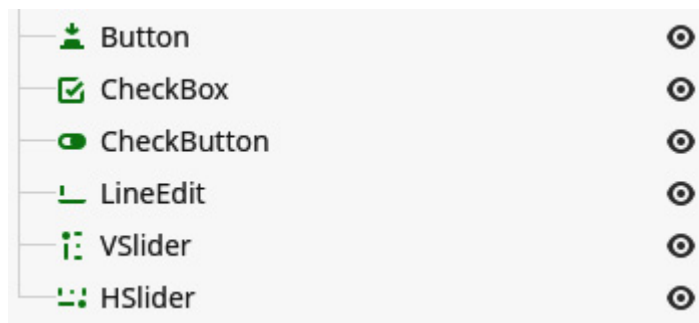 Button
CheckBox
CheckButton
LineEdit
VSlider
HSlider